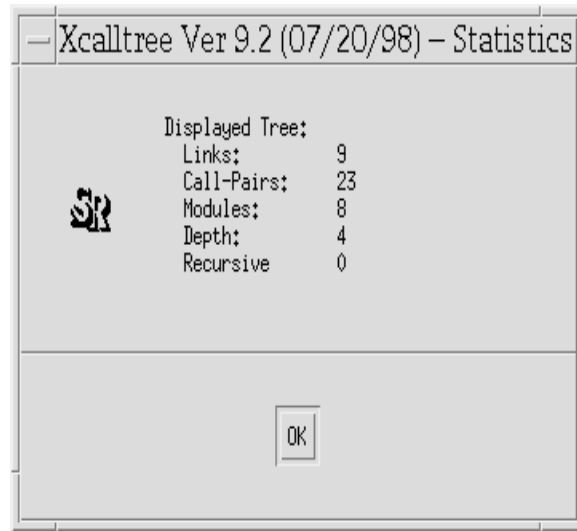 Xcalltree Ver 9.2 (07/20/98) – Statistics
Displayed Tree:
Links: 9
Call-Pairs: 23
Modules: 8
Depth: 4
Recursive 0
SR
OK